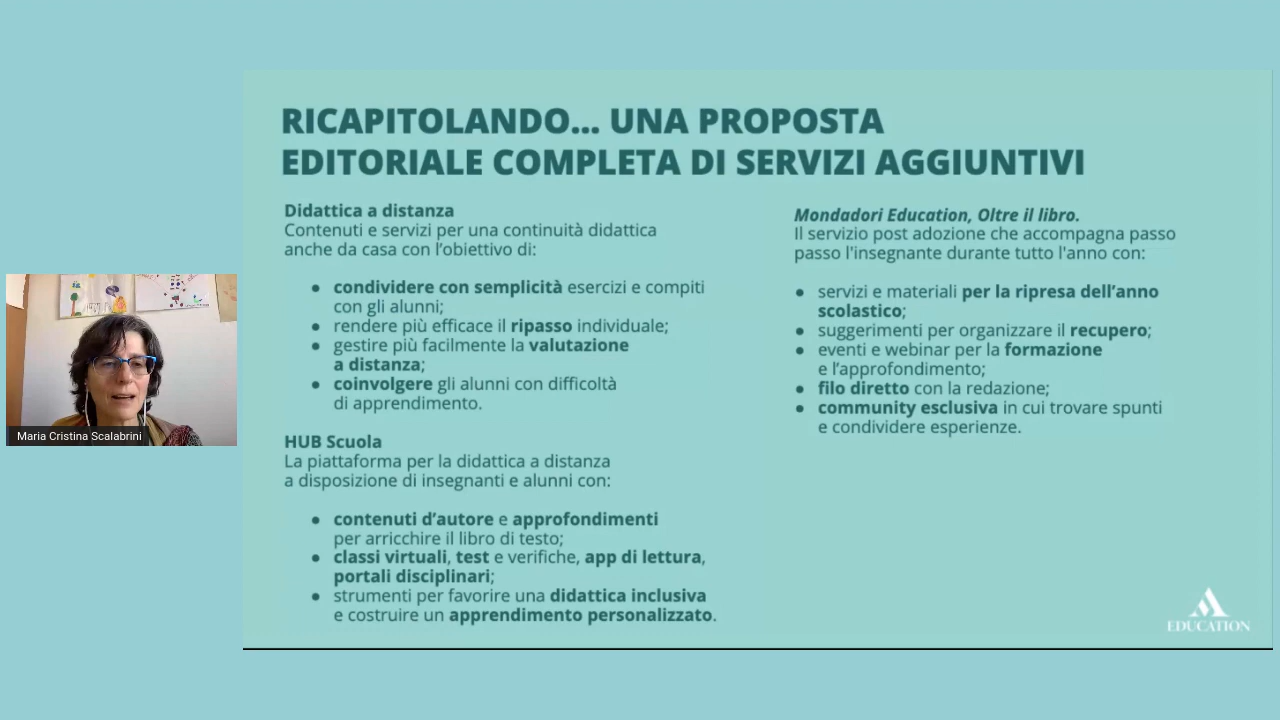 RICAPITOLANDO... UNA PROPOSTA
EDITORIALE COMPLETA DI SERVIZI AGGIUNTIVI
Didattica a distanza
Contenuti e servizi per una continuità didattica
anche da casa con l'obiettivo di:
● condividere con semplicità esercizi e compiti
con gli alunni;
● rendere più efficace il ripasso individuale;
● gestire più facilmente la valutazione
a distanza;
● coinvolgere gli alunni con difficoltà
di apprendimento.
HUB Scuola
La piattaforma per la didattica a distanza
a disposizione di insegnanti e alunni con:
● contenuti d'autore e approfondimenti
per arricchire il libro di testo;
● classi virtuali, test e verifiche, app di lettura,
portali disciplinari;
● strumenti per favorire una didattica inclusiva
e costruire un apprendimento personalizzato.
Mondadori Education, Oltre il libro.
Il servizio post adozione che accompagna passo
passo l'insegnante durante tutto l'anno con:
● servizi e materiali per la ripresa dell'anno
scolastico;
● suggerimenti per organizzare il recupero;
● eventi e webinar per la formazione
e l'approfondimento;
● filo diretto con la redazione;
● community esclusiva in cui trovare spunti
e condividere esperienze.
Maria Cristina Scalabrini
EDUCATION